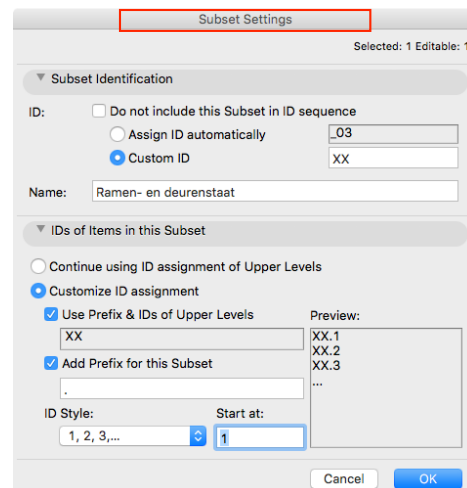 Subset Settings
Selected: 1 Editable: 1
Subset Identification
ID:
Do not include this Subset in ID sequence
Assign ID automatically
_03
Custom ID
XX
Name:
Ramen- en deurenstaat
IDs of Items in this Subset
Continue using ID assignment of Upper Levels
Customize ID assignment
Use Prefix & IDs of Upper Levels
Preview:
XX
XX.1
XX.2
XX.3
...
Add Prefix for this Subset
.
ID Style:
Start at:
1, 2, 3,...
1
Cancel
OK